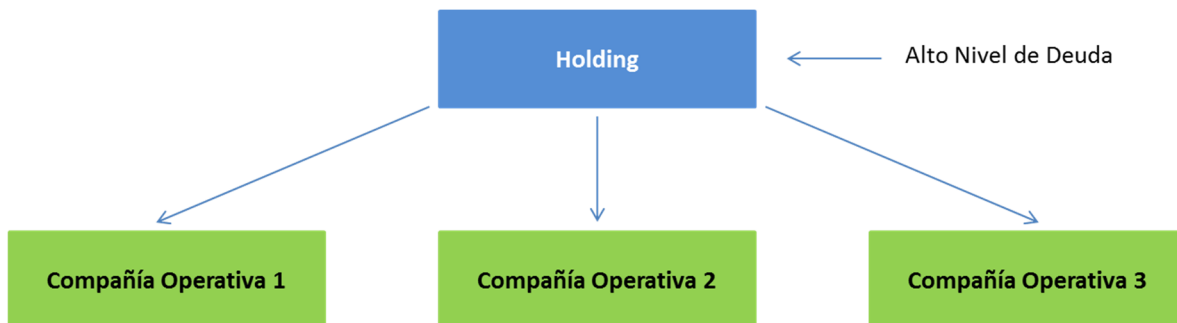 Holding
Alto Nivel de Deuda
Compañía Operativa 1
Compañía Operativa 2
Compañía Operativa 3